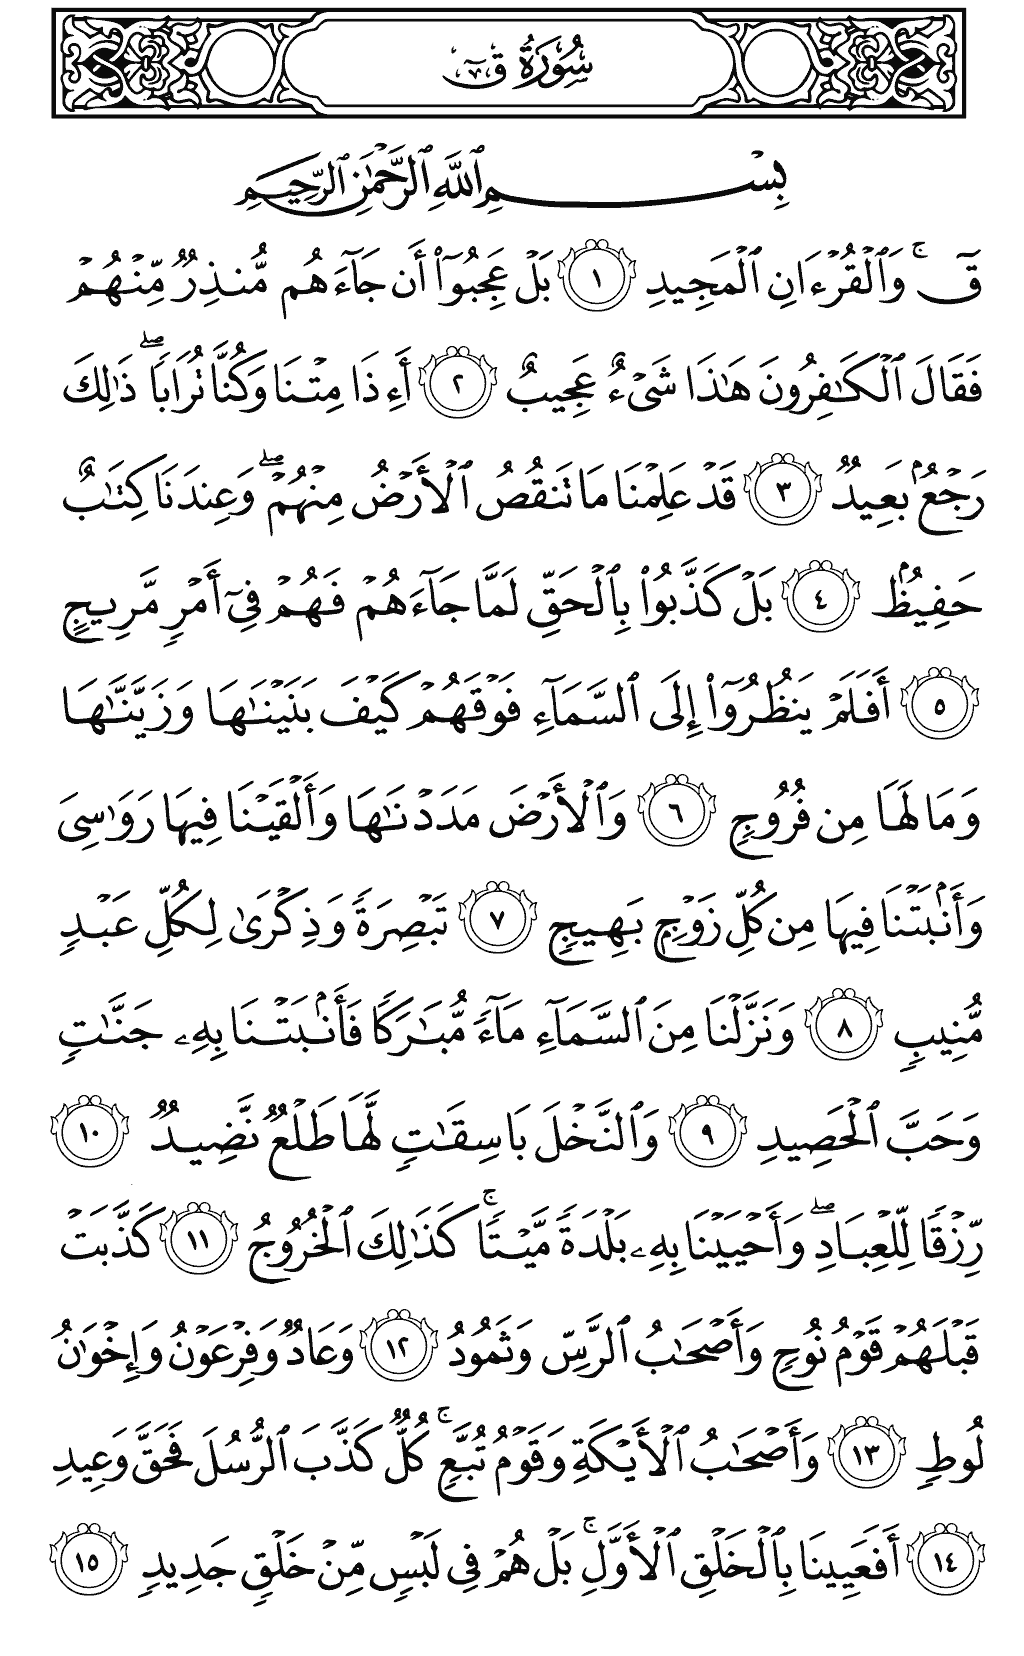 سُورَةُ قٓ
بِسْمِ ٱللَّهِ ٱلرَّحْمَٰنِ ٱلرَّحِيمِ
قٓۚ وَٱلْقُرْءَانِ ٱلْمَجِيدِ ١ بَلْ عَجِبُوٓا۟ أَن جَآءَهُم مُّنذِرٌ مِّنْهُمْ
فَقَالَ ٱلْكَٰفِرُونَ هَٰذَا شَىْءٌ عَجِيبٌ ٢ أَءِذَا مِتْنَا وَكُنَّا تُرَابًاۖ ذَٰلِكَ
رَجْعٌۢ بَعِيدٌ ٣ قَدْ عَلِمْنَا مَا تَنقُصُ ٱلْأَرْضُ مِنْهُمْۖ وَعِندَنَا كِتَٰبٌ
حَفِيظٌۢ ٤ بَلْ كَذَّبُوا۟ بِٱلْحَقِّ لَمَّا جَآءَهُمْ فَهُمْ فِىٓ أَمْرٍ مَّرِيجٍ
٥ أَفَلَمْ يَنظُرُوٓا۟ إِلَى ٱلسَّمَآءِ فَوْقَهُمْ كَيْفَ بَنَيْنَٰهَا وَزَيَّنَّٰهَا
وَمَا لَهَا مِن فُرُوجٍ ٦ وَٱلْأَرْضَ مَدَدْنَٰهَا وَأَلْقَيْنَا فِيهَا رَوَٰسِىَ
وَأَنۢبَتْنَا فِيهَا مِن كُلِّ زَوْجٍۭ بَهِيجٍ ٧ تَبْصِرَةً وَذِكْرَىٰ لِكُلِّ عَبْدٍ
مُّنِيبٍ ٨ وَنَزَّلْنَا مِنَ ٱلسَّمَآءِ مَآءً مُّبَٰرَكًا فَأَنۢبَتْنَا بِهِۦ جَنَّٰتٍ
وَحَبَّ ٱلْحَصِيدِ ٩ وَٱلنَّخْلَ بَاسِقَٰتٍ لَّهَا طَلْعٌ نَّضِيدٌ ١٠
رِّزْقًا لِّلْعِبَادِۖ وَأَحْيَيْنَا بِهِۦ بَلْدَةً مَّيْتًاۚ كَذَٰلِكَ ٱلْخُرُوجُ ١١ كَذَّبَتْ
قَبْلَهُمْ قَوْمُ نُوحٍ وَأَصْحَٰبُ ٱلرَّسِّ وَثَمُودُ ١٢ وَعَادٌ وَفِرْعَوْنُ وَإِخْوَٰنُ
لُوطٍ ١٣ وَأَصْحَٰبُ ٱلْأَيْكَةِ وَقَوْمُ تُبَّعٍۚ كُلٌّ كَذَّبَ ٱلرُّسُلَ فَحَقَّ وَعِيدِ
١٤ أَفَعَيِينَا بِٱلْخَلْقِ ٱلْأَوَّلِۚ بَلْ هُمْ فِى لَبْسٍ مِّنْ خَلْقٍ جَدِيدٍ ١٥